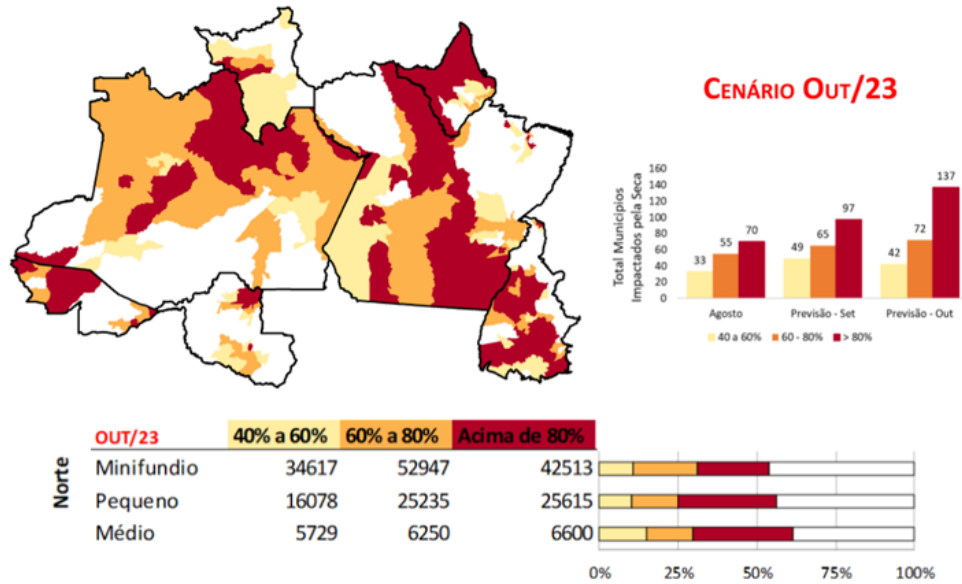 CENÁRIO OUT/23
Total Municipios
Impactados pela Seca
160
140
120
100
80
60
40
20
0
33
55
70
49
65
97
42
72
137
Agosto
Previsão - Set
Previsão - Out
40 a 60%
60 - 80%
> 80%
Norte
OUT/23 40% a 60% 60% a 80% Acima de 80%
Minifundio 34617 52947 42513
Pequeno 16078 25235 25615
Médio 5729 6250 6600
0% 25% 50% 75% 100%